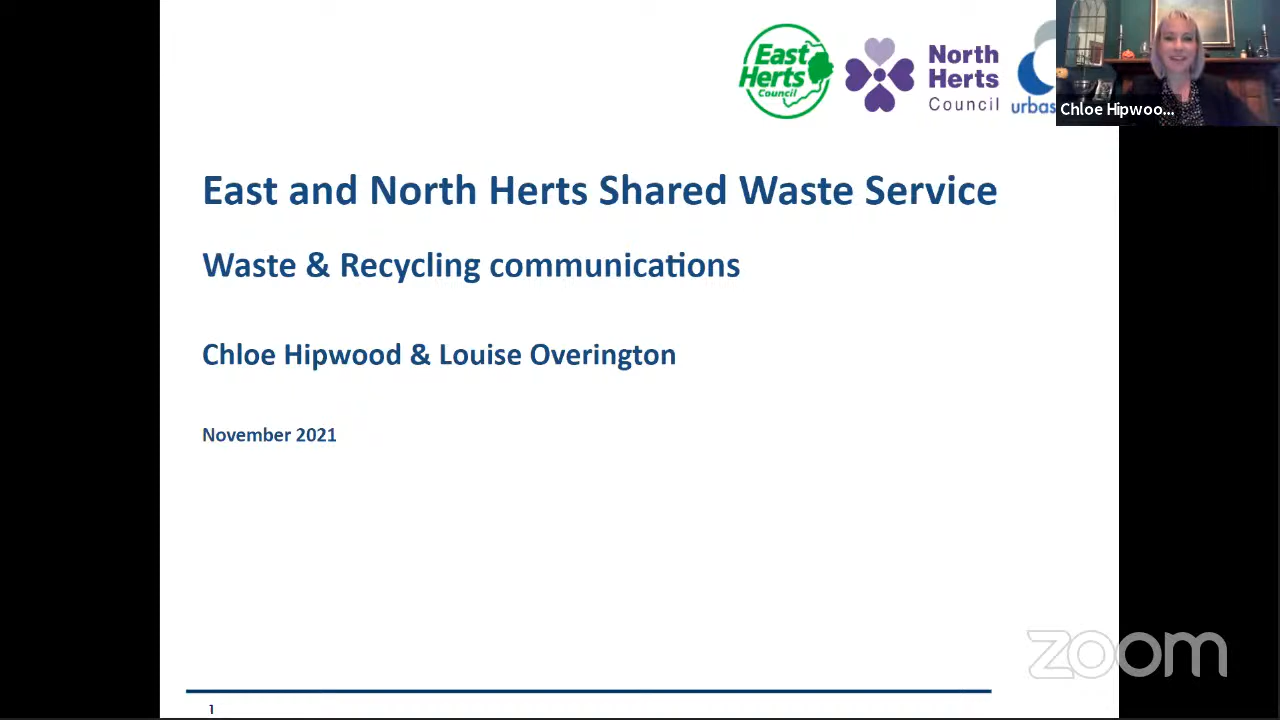 East
Herts
Council
North
Herts
Council
urbas
Chloe Hipwoo...
East and North Herts Shared Waste Service
Waste & Recycling communications
Chloe Hipwood & Louise Overington
November 2021
zoom
1